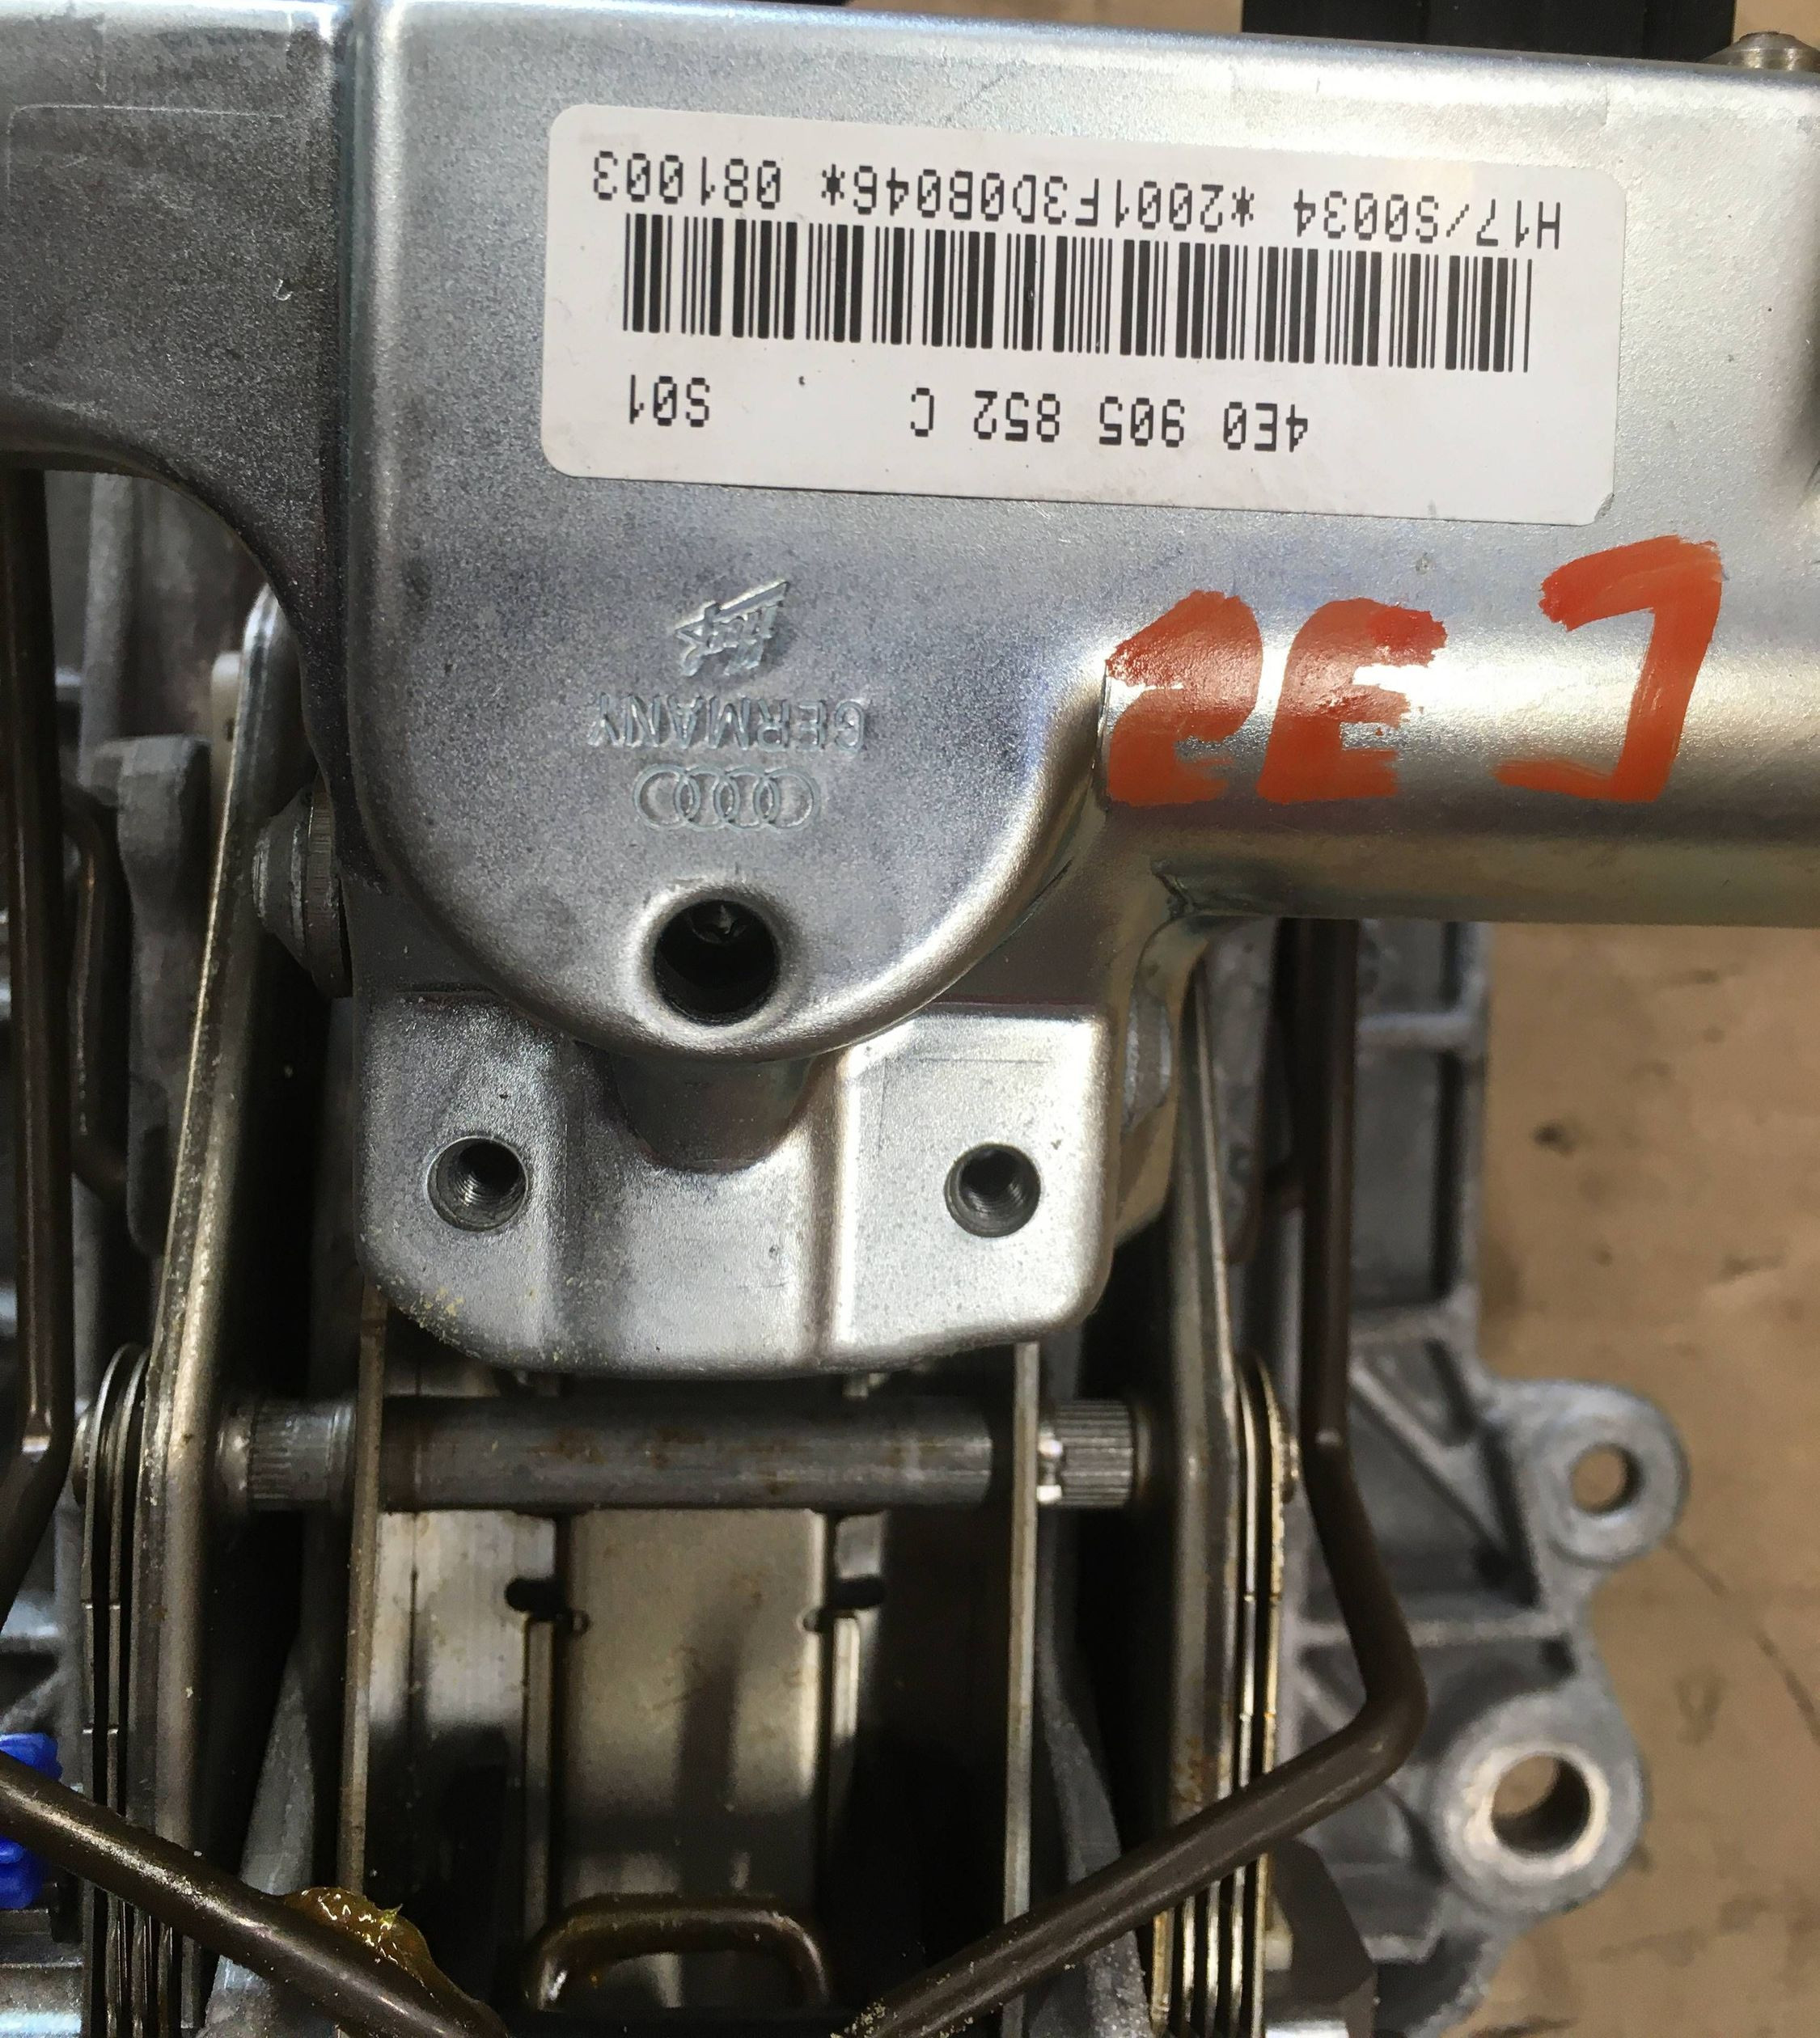 GERMANY
4E0 905 852 C S01
H17/S0034 *2001F3D0B046* 081003